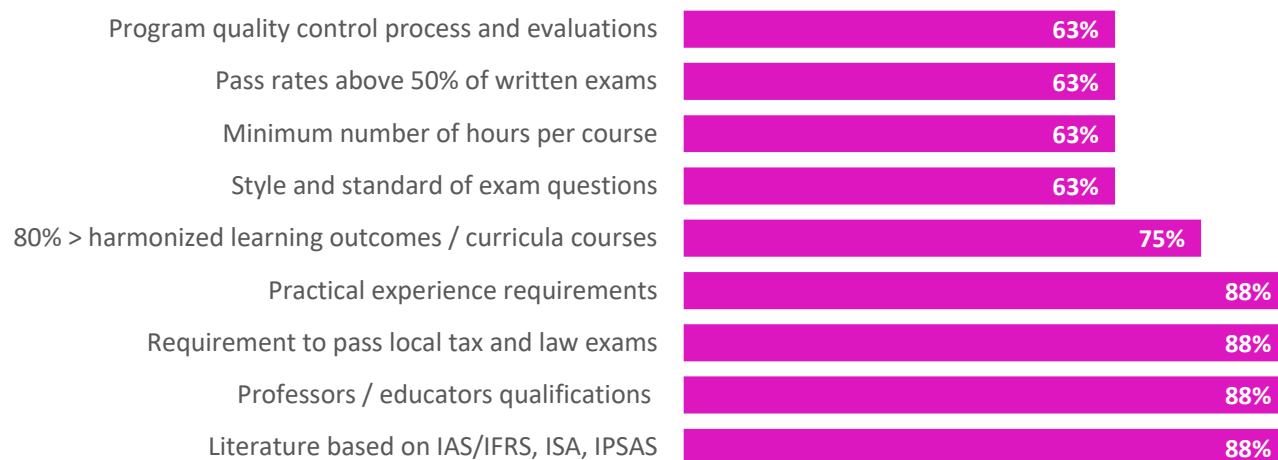 Program quality control process and evaluations 63%
Pass rates above 50% of written exams 63%
Minimum number of hours per course 63%
Style and standard of exam questions 63%
80% > harmonized learning outcomes / curricula courses 75%
Practical experience requirements 88%
Requirement to pass local tax and law exams 88%
Professors / educators qualifications 88%
Literature based on IAS/IFRS, ISA, IPSAS 88%